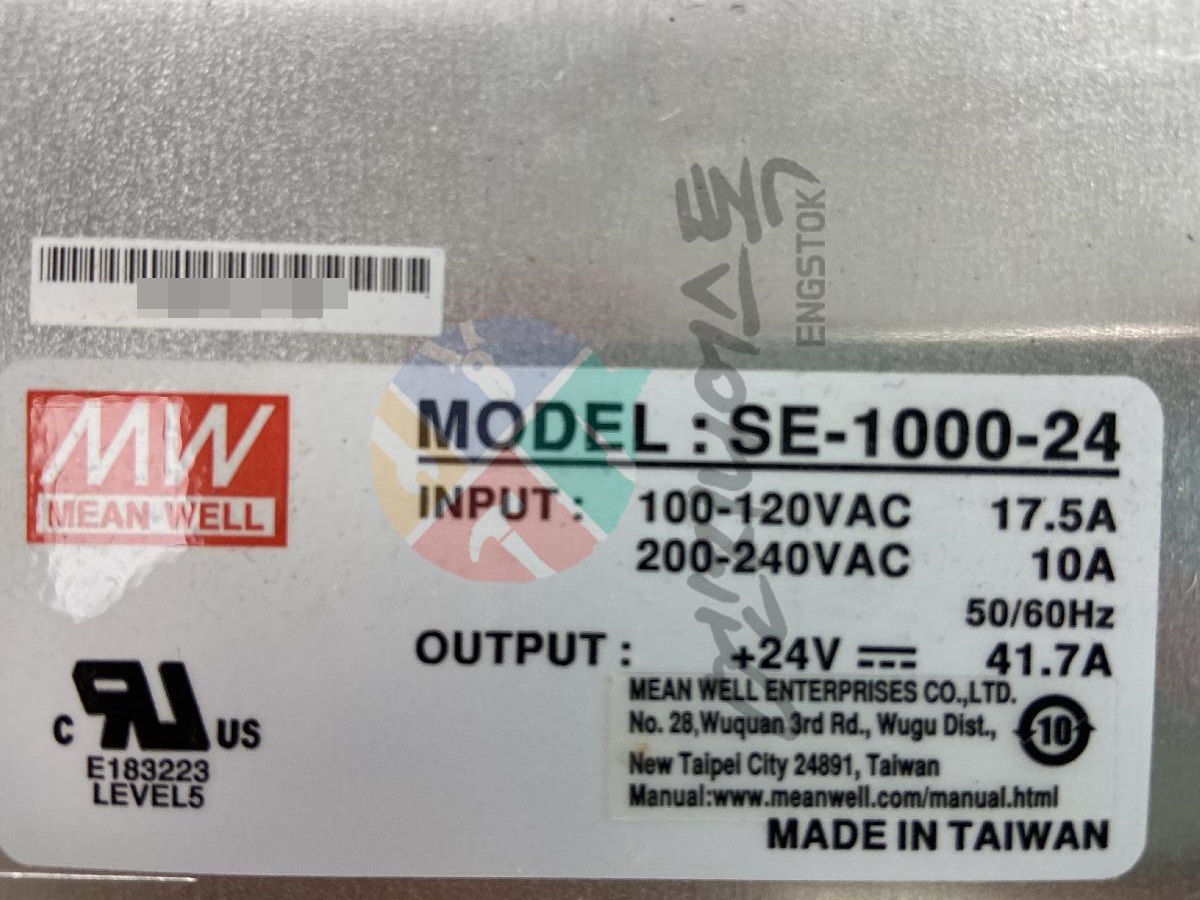 MW
MEAN WELL
MODEL : SE-1000-24
INPUT : 100-120VAC 17.5A
200-240VAC 10A
50/60Hz
OUTPUT : +24V 41.7A
MEAN WELL ENTERPRISES CO.,LTD.
No. 28,Wuquan 3rd Rd., Wugu Dist.,
New Taipei City 24891, Taiwan
Manual:www.meanwell.com/manual.html
10
MADE IN TAIWAN
C RU US
E183223
LEVEL5
ENGSTOK